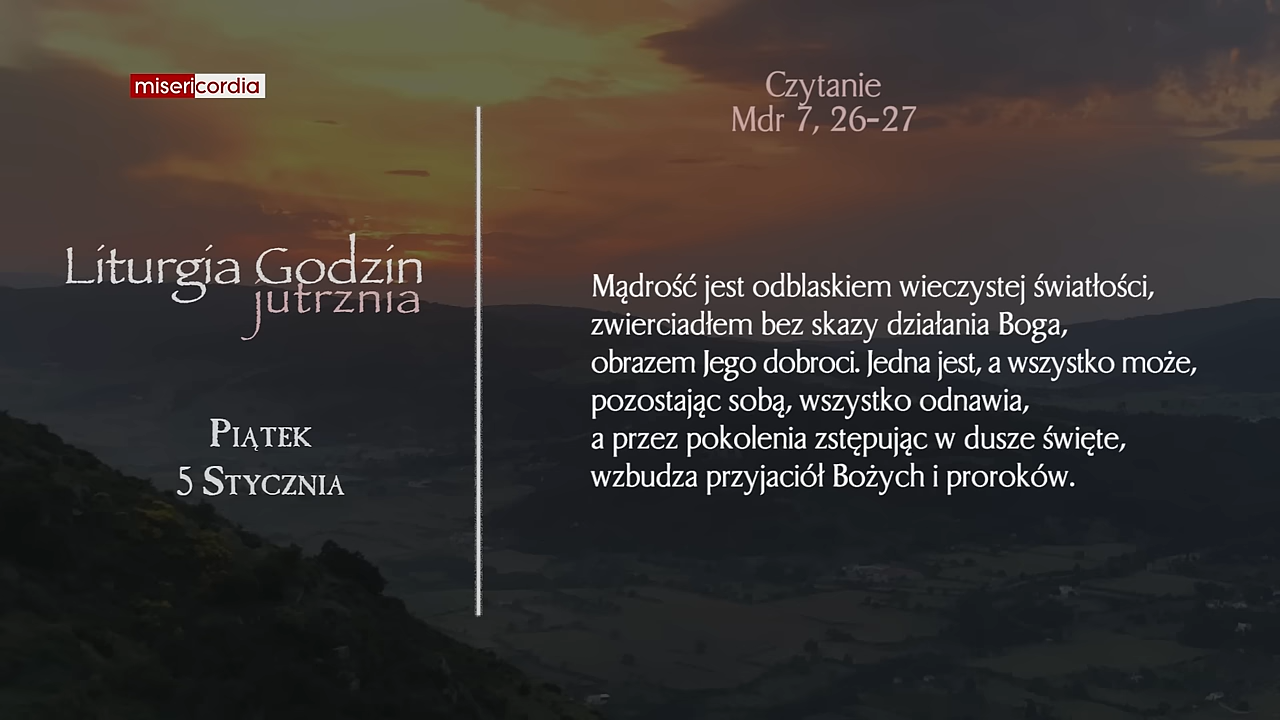 misericordia
Liturgia Godzin
jutrznia
Piątek
5 Stycznia
Czytanie
Mdr 7, 26-27
Mądrość jest odblaskiem wieczystej światłości,
zwierciadłem bez skazy działania Boga,
obrazem Jego dobroci. Jedna jest, a wszystko może,
pozostając sobą, wszystko odnawia,
a przez pokolenia zstępując w dusze święte,
wzbudza przyjaciół Bożych i proroków.